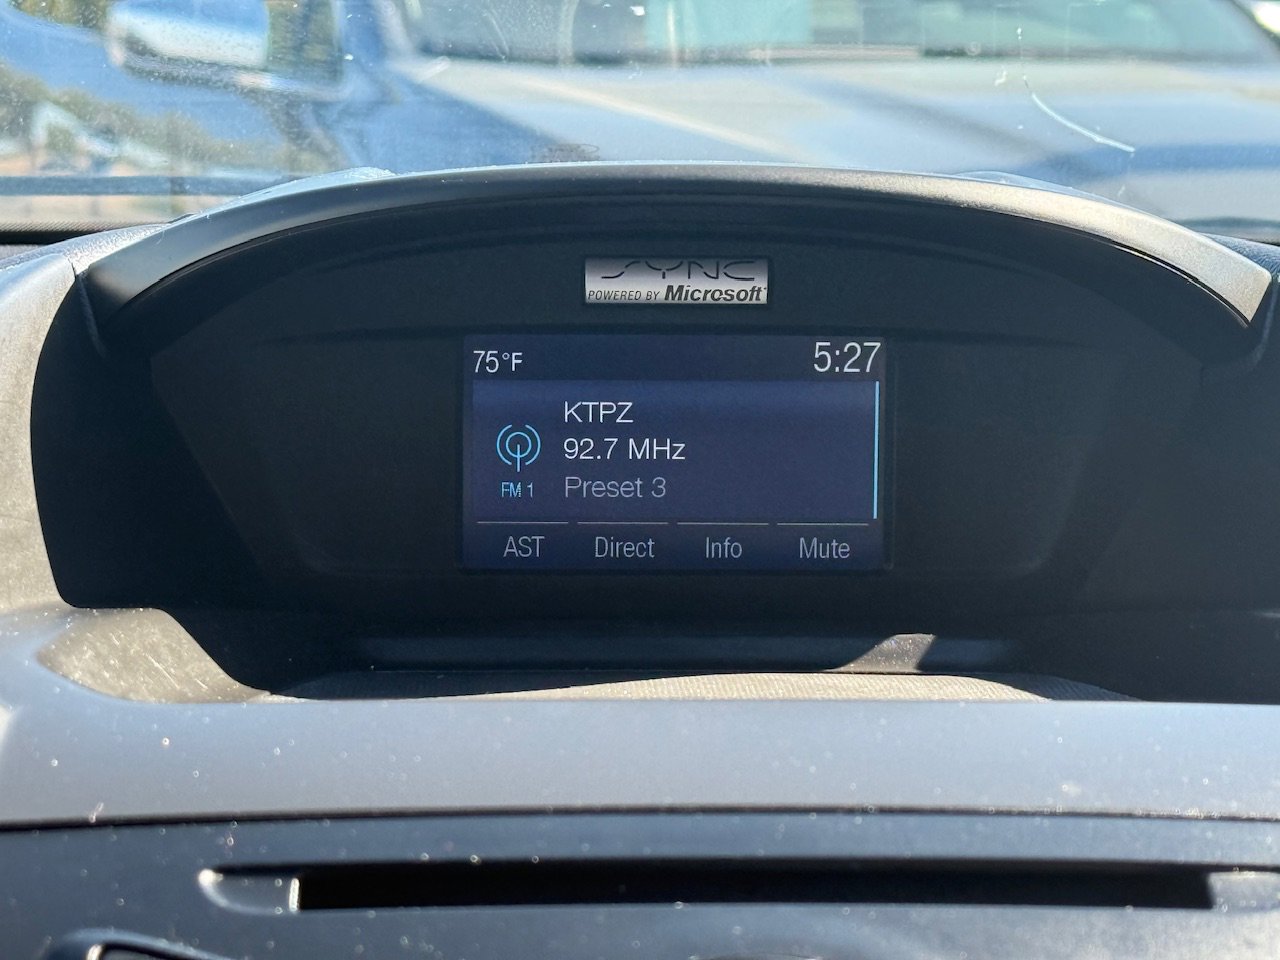 SYNC
POWERED BY Microsoft
75°F
5:27
KTPZ
92.7 MHz
FM 1
Preset 3
AST
Direct
Info
Mute